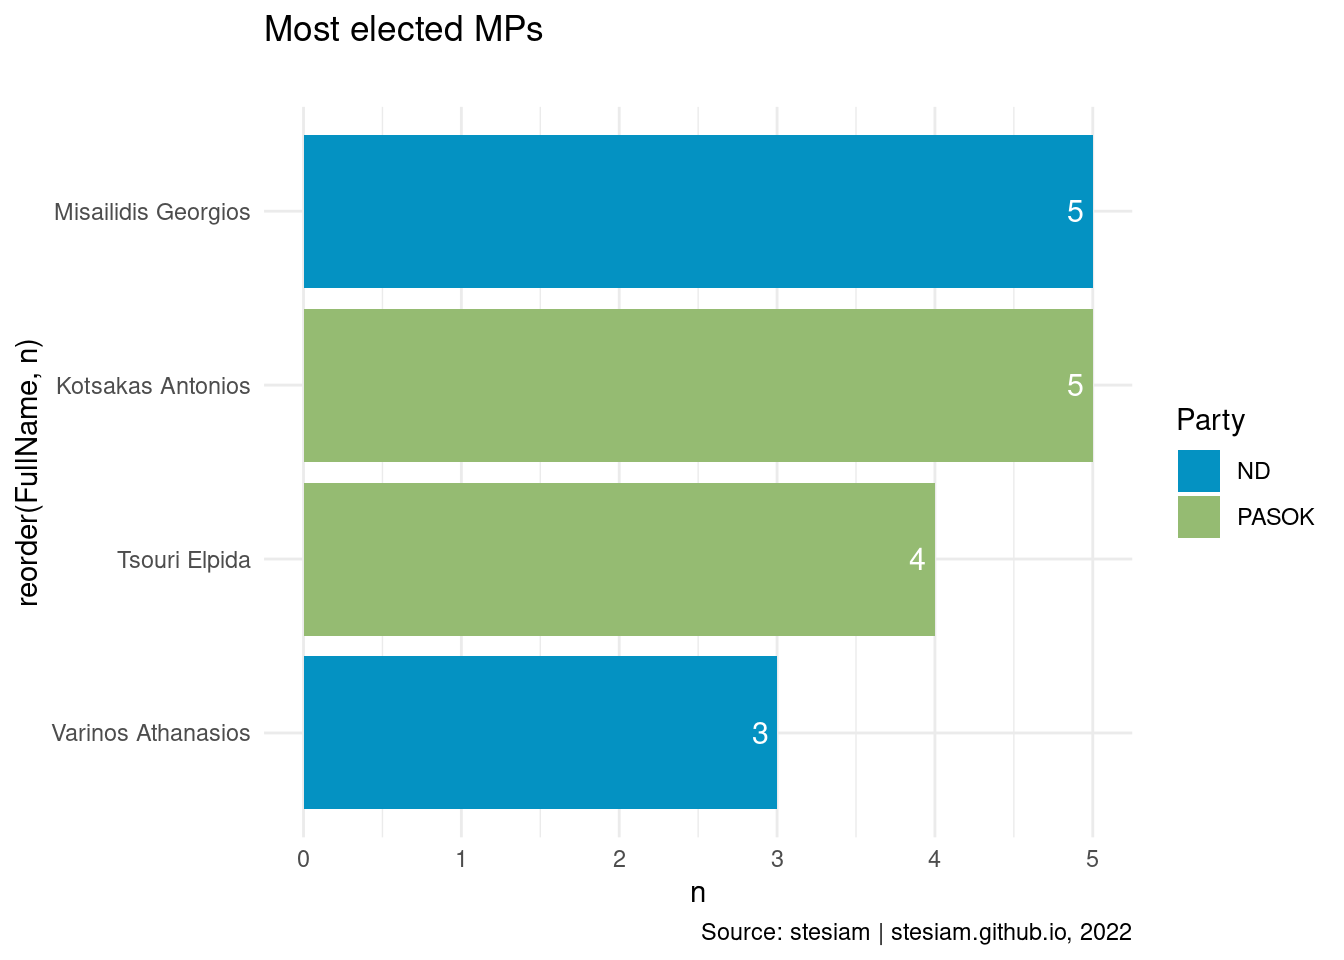 Most elected MPs
reorder(FullName, n)
Misailidis Georgios
5
Kotsakas Antonios
5
Tsouri Elpida
4
Varinos Athanasios
3
0 1 2 3 4 5
n
Party
ND
PASOK
Source: stesiam | stesiam.github.io, 2022